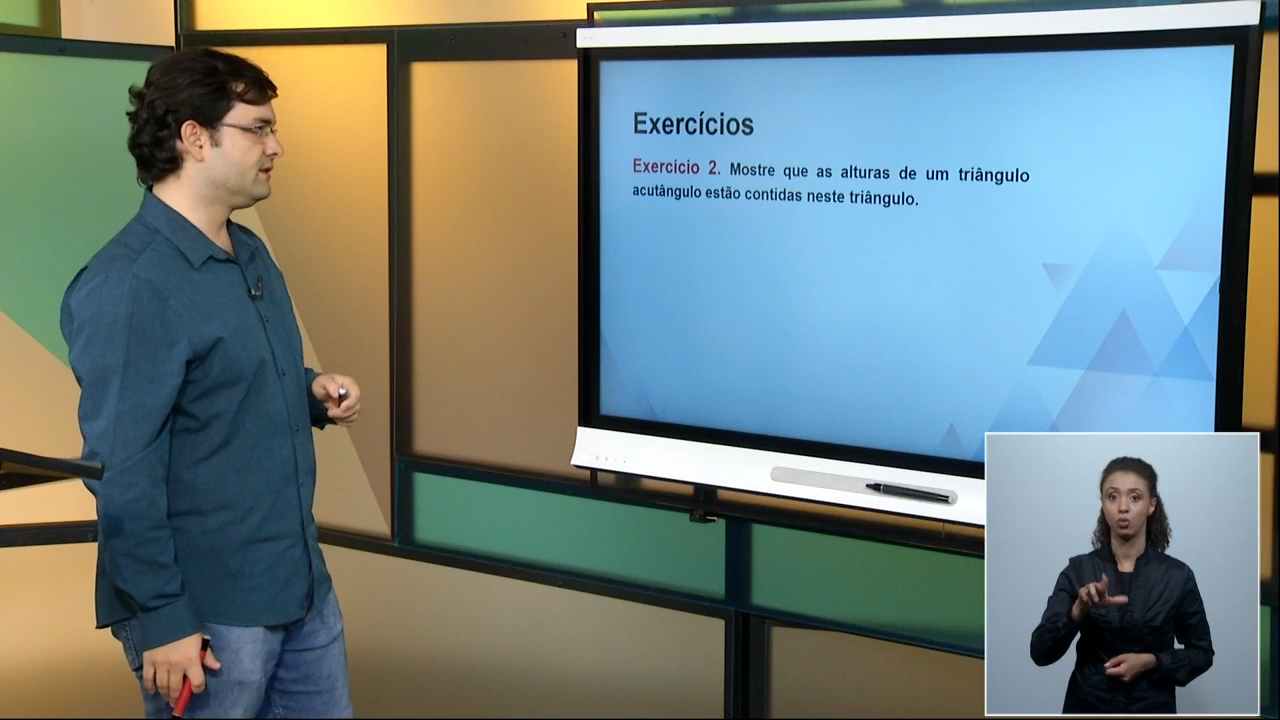 Exercícios
Exercício 2. Mostre que as alturas de um triângulo
acutângulo estão contidas neste triângulo.